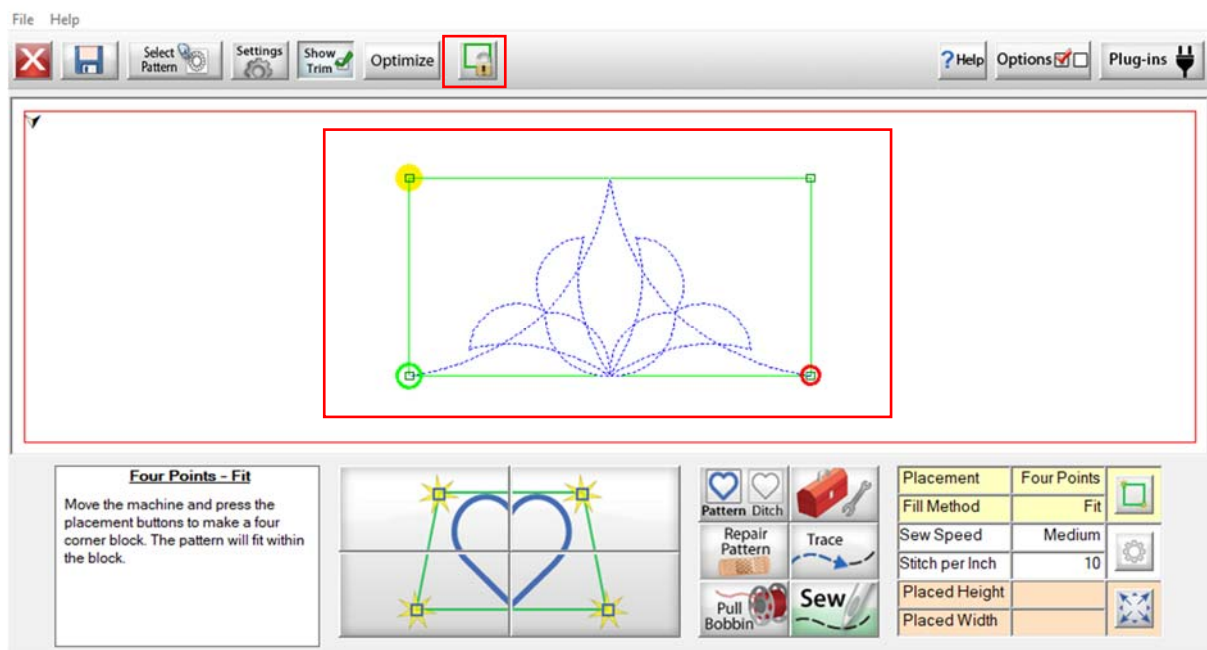 File Help
Select Pattern
Settings
Show Trim
Optimize
? Help
Options
Plug-ins
Four Points - Fit
Move the machine and press the
placement buttons to make a four
corner block. The pattern will fit within
the block.
Pattern Ditch
Repair Pattern
Trace
Pull Bobbin
Sew
Placement Four Points
Fill Method Fit
Sew Speed Medium
Stitch per Inch 10
Placed Height
Placed Width